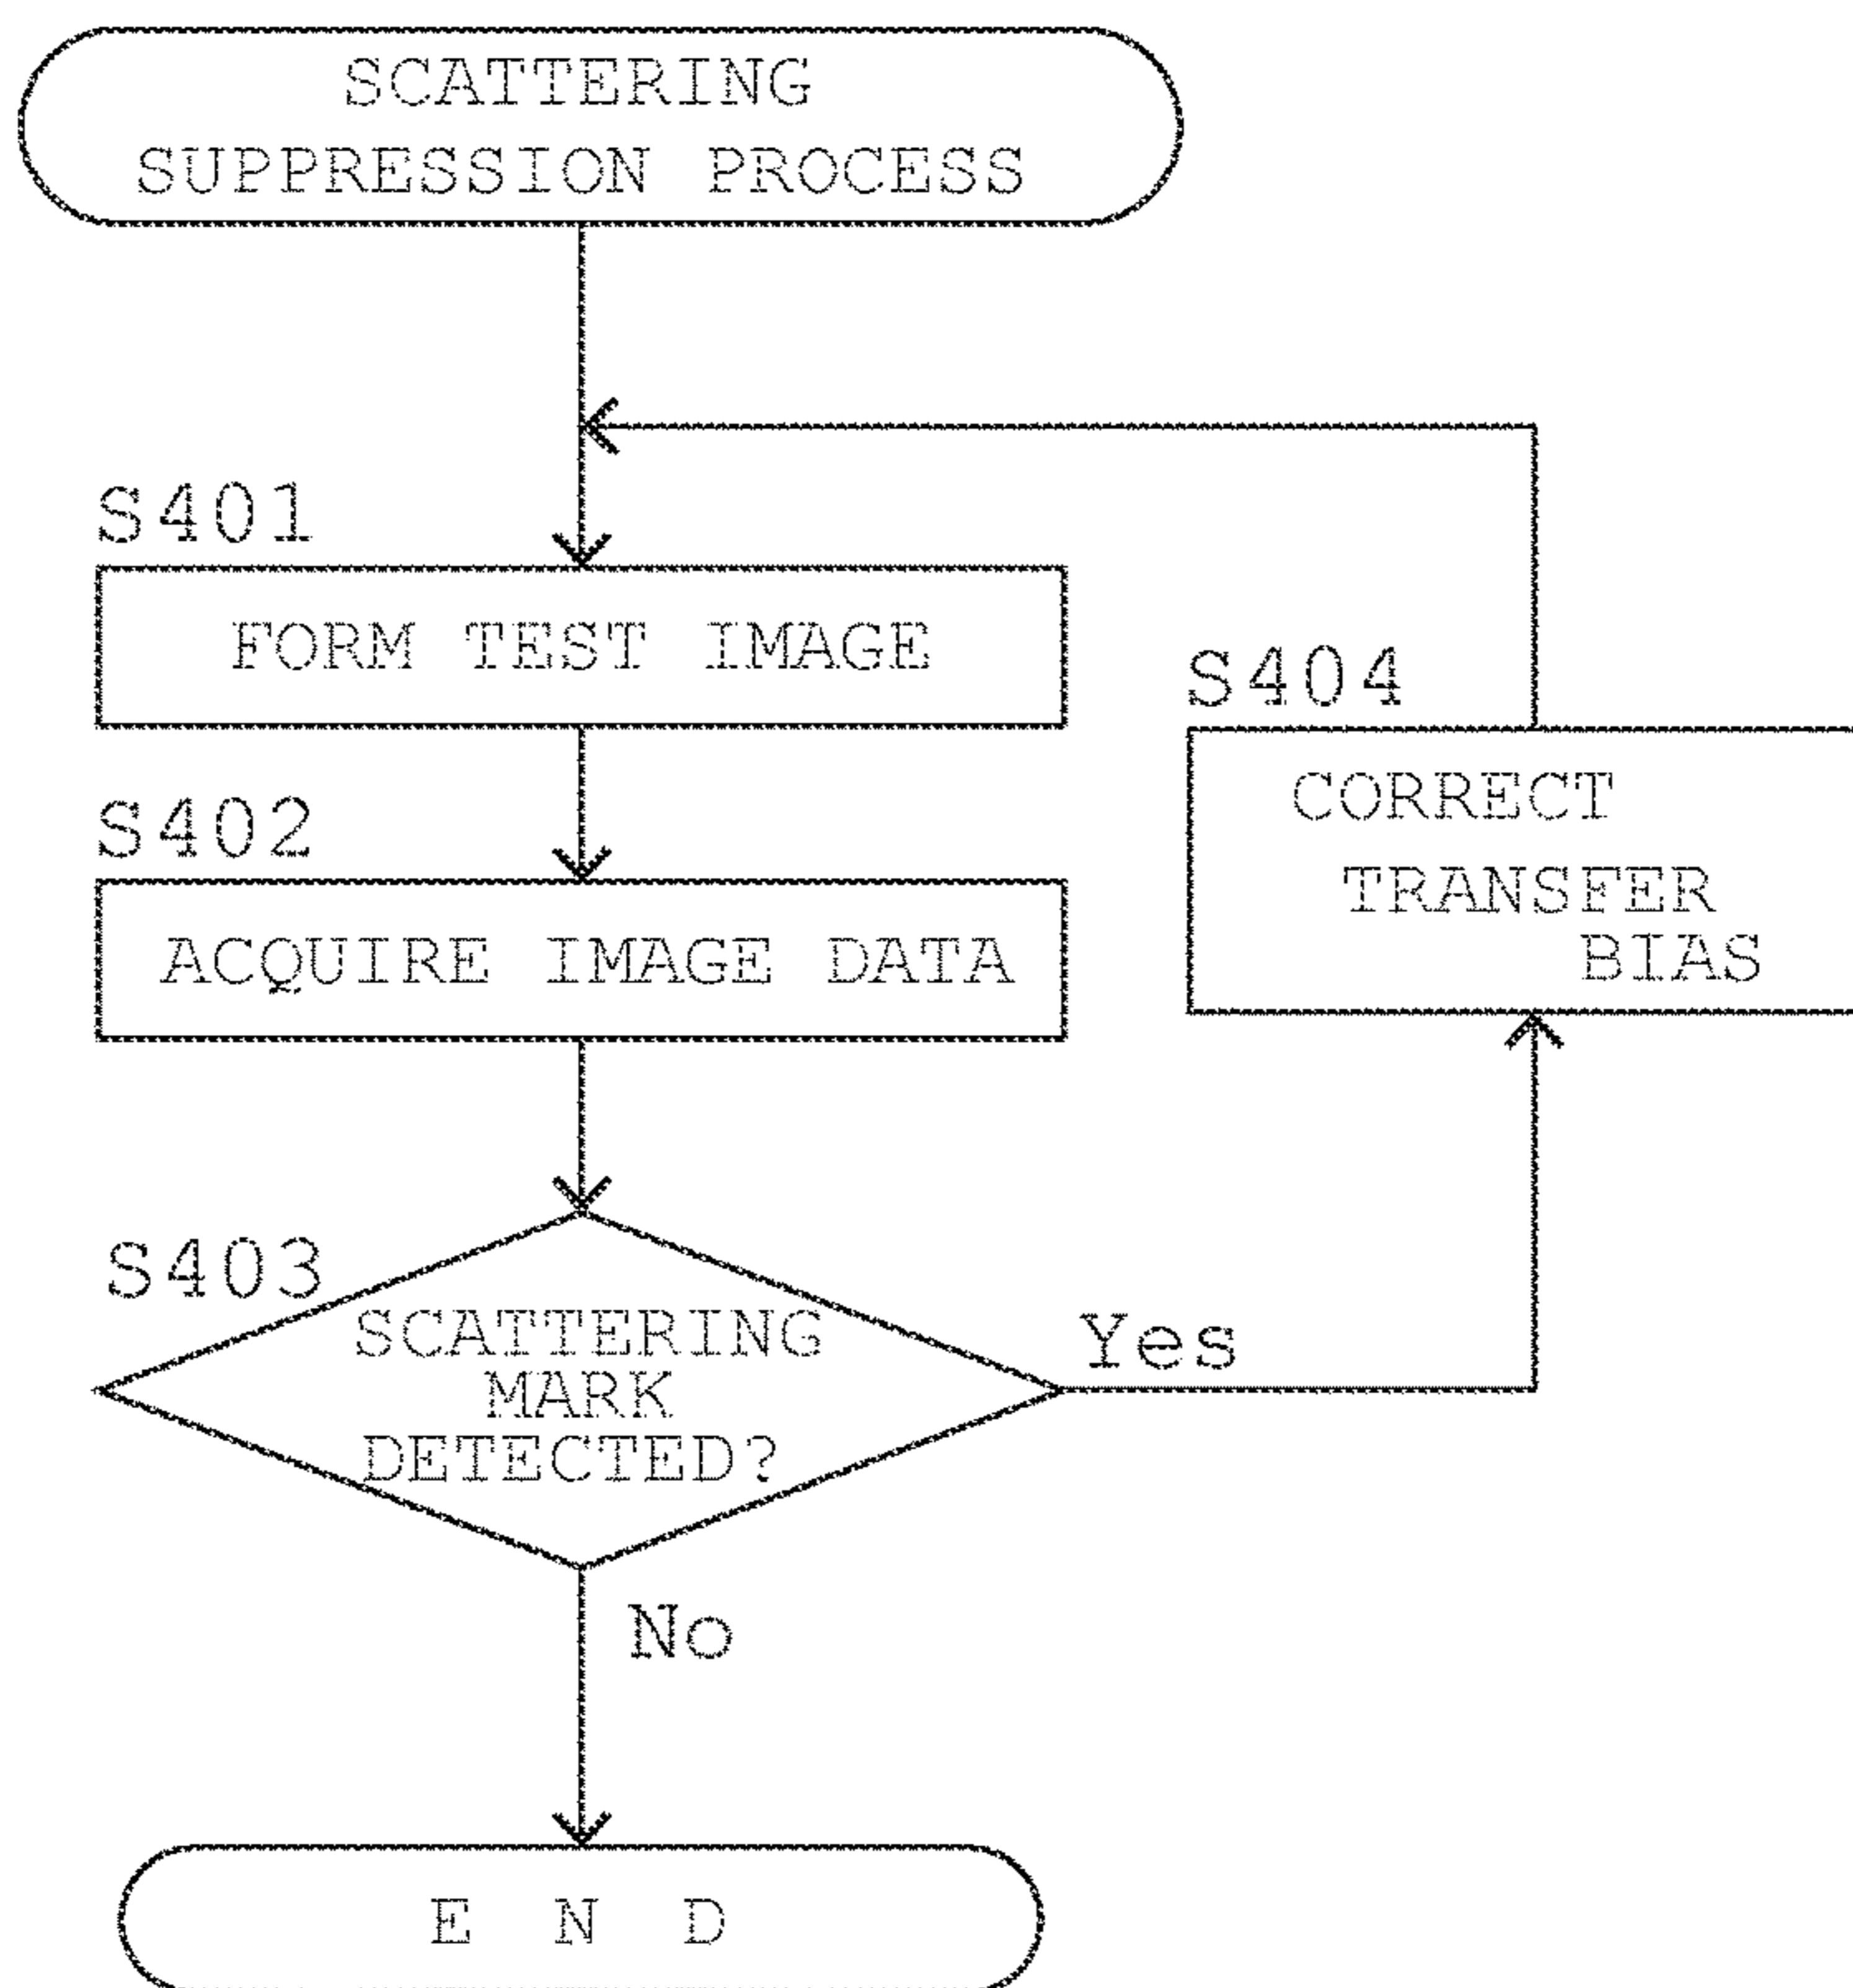 SCATTERING
SUPPRESSION PROCESS
S401
FORM TEST IMAGE
S404
CORRECT
TRANSFER
BIAS
S402
ACQUIRE IMAGE DATA
S403
SCATTERING
MARK
DETECTED?
Yes
No
E N D